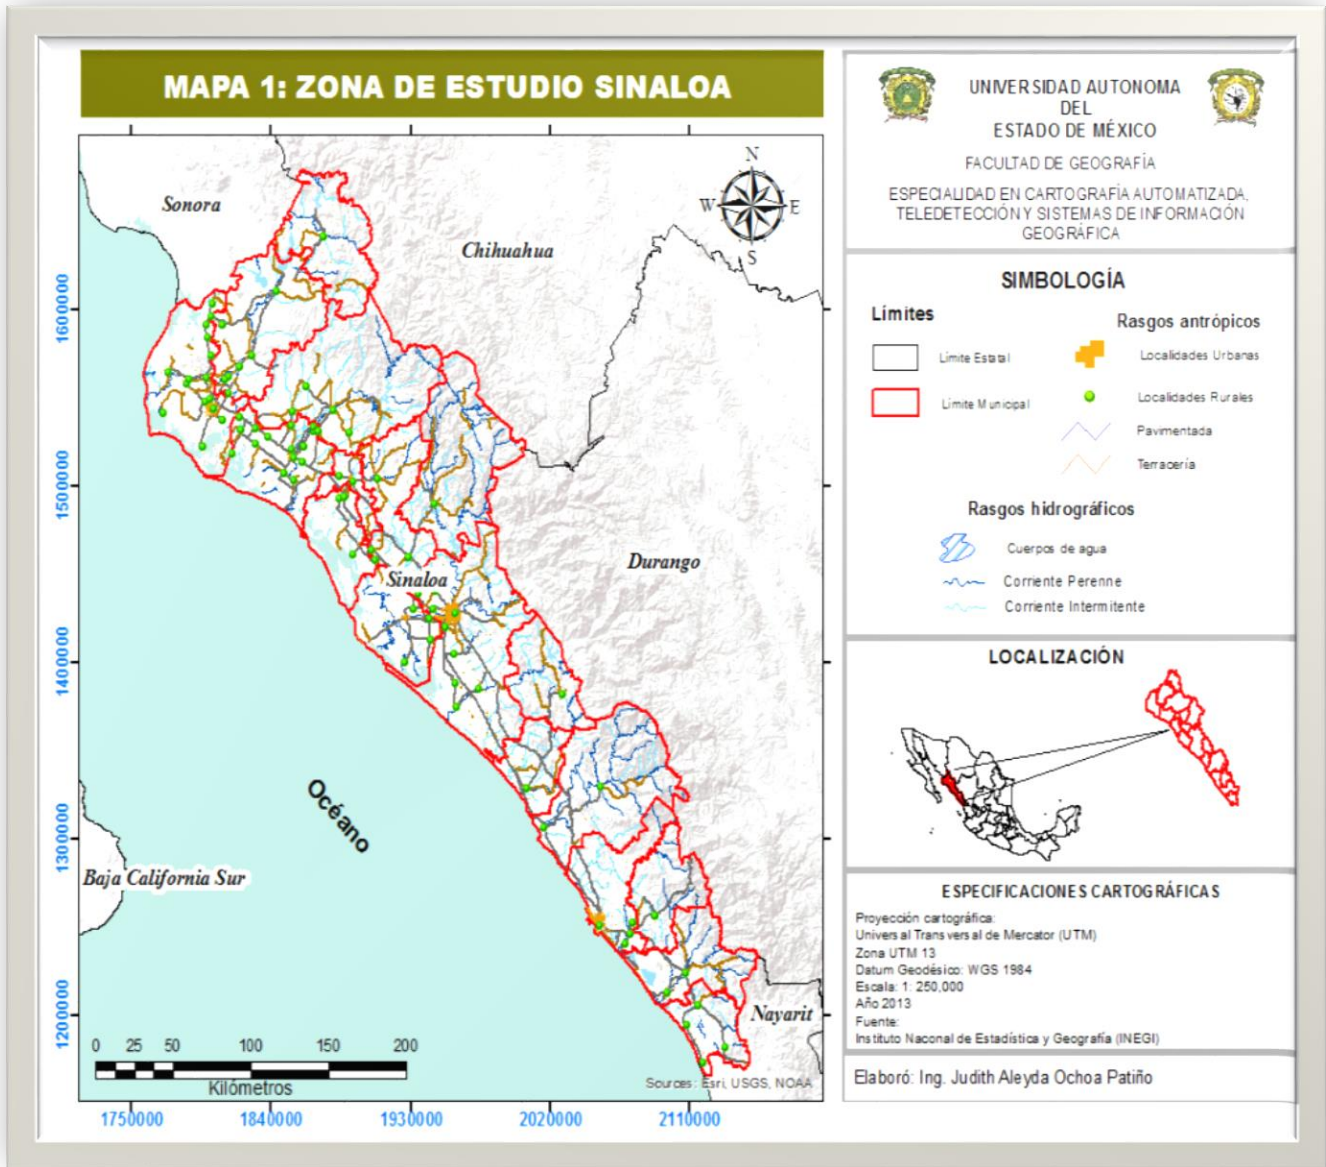 MAPA 1: ZONA DE ESTUDIO SINALOA
N
W
E
S
Sonora
Chihuahua
Durango
Sinaloa
Océano
Baja California Sur
Nayarit
1600000
1500000
1400000
1300000
1200000
0 25 50 100 150 200
Kilómetros
Sources: Esri, USGS, NOAA
1750000 1840000 1930000 2020000 2110000
UNIVERSIDAD AUTONOMA
DEL
ESTADO DE MÉXICO
FACULTAD DE GEOGRAFÍA
ESPECIALIDAD EN CARTOGRAFÍA AUTOMATIZADA,
TELEDETECCIÓN Y SISTEMAS DE INFORMACIÓN
GEOGRÁFICA
SIMBOLOGÍA
Límites
Límite Estatal
Límite Municipal
Rasgos antrópicos
Localidades Urbanas
Localidades Rurales
Pavimentada
Terracería
Rasgos hidrográficos
Cuerpos de agua
Corriente Perenne
Corriente Intermitente
LOCALIZACIÓN
ESPECIFICACIONES CARTOGRÁFICAS
Proyección cartográfica:
Universal Transversal de Mercator (UTM)
Zona UTM 13
Datum Geodésico: WGS 1984
Escala: 1: 250,000
Año 2013
Fuente:
Instituto Naconal de Estadística y Geografía (INEGI)
Elaboró: Ing. Judith Aleyda Ochoa Patiño